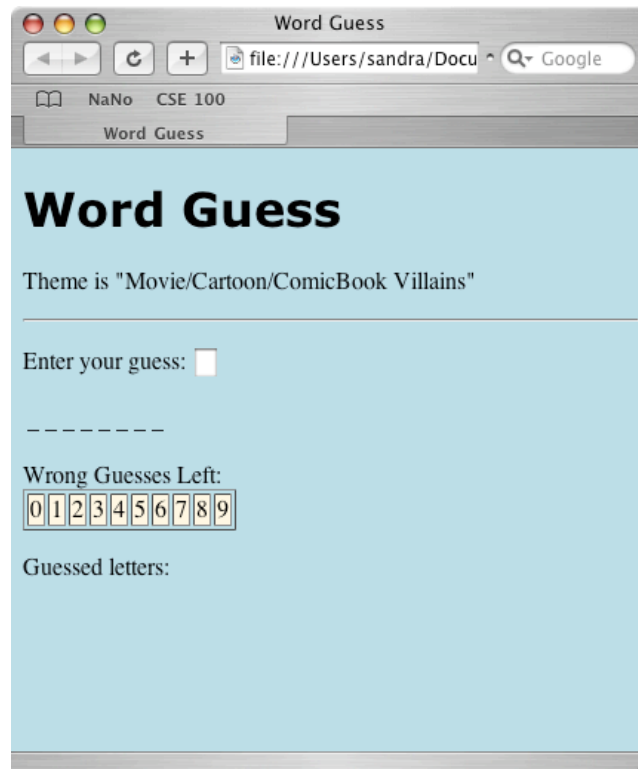 Word Guess
file:///Users/sandra/Docu
Google
NaNo CSE 100
Word Guess
Word Guess
Theme is "Movie/Cartoon/ComicBook Villains"
Enter your guess:
_ _ _ _ _ _ _ _
Wrong Guesses Left:
0 1 2 3 4 5 6 7 8 9
Guessed letters: